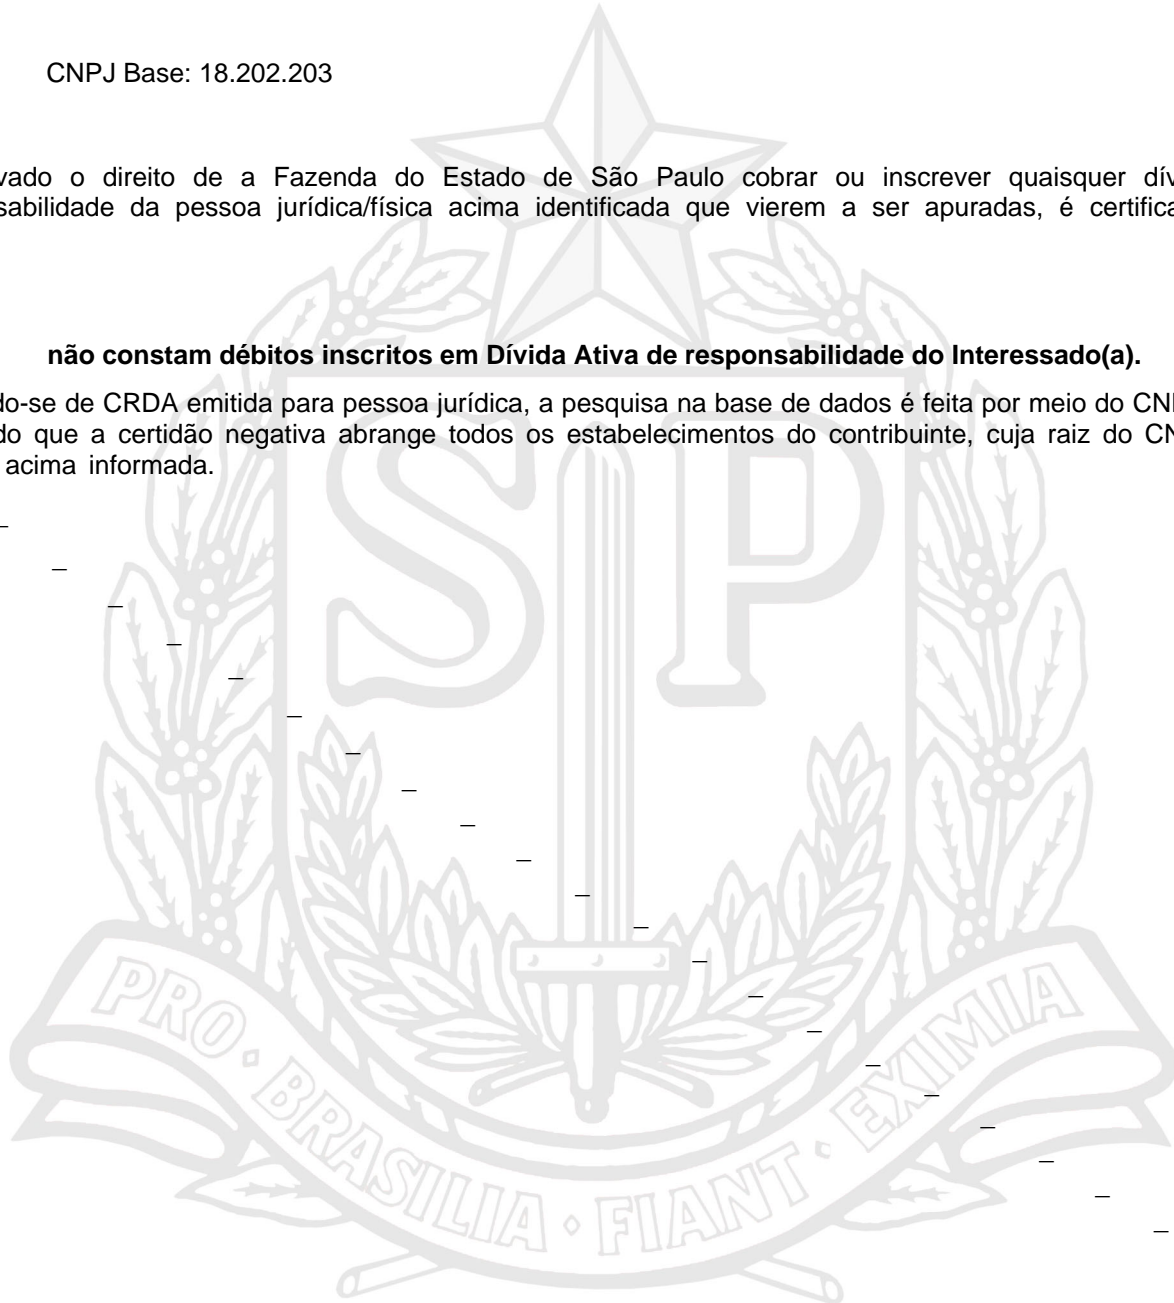 CNPJ Base: 18.202.203
vado o direito de a Fazenda do Estado de São Paulo cobrar ou inscrever quaisquer dív
sabilidade da pessoa jurídica/física acima identificada que vierem a ser apuradas, é certifica
não constam débitos inscritos em Dívida Ativa de responsabilidade do Interessado(a).
do-se de CRDA emitida para pessoa jurídica, a pesquisa na base de dados é feita por meio do CN
do que a certidão negativa abrange todos os estabelecimentos do contribuinte, cuja raiz do CN
acima informada.
SP
PRO · BRASILIA · FIANT · EXIMIA